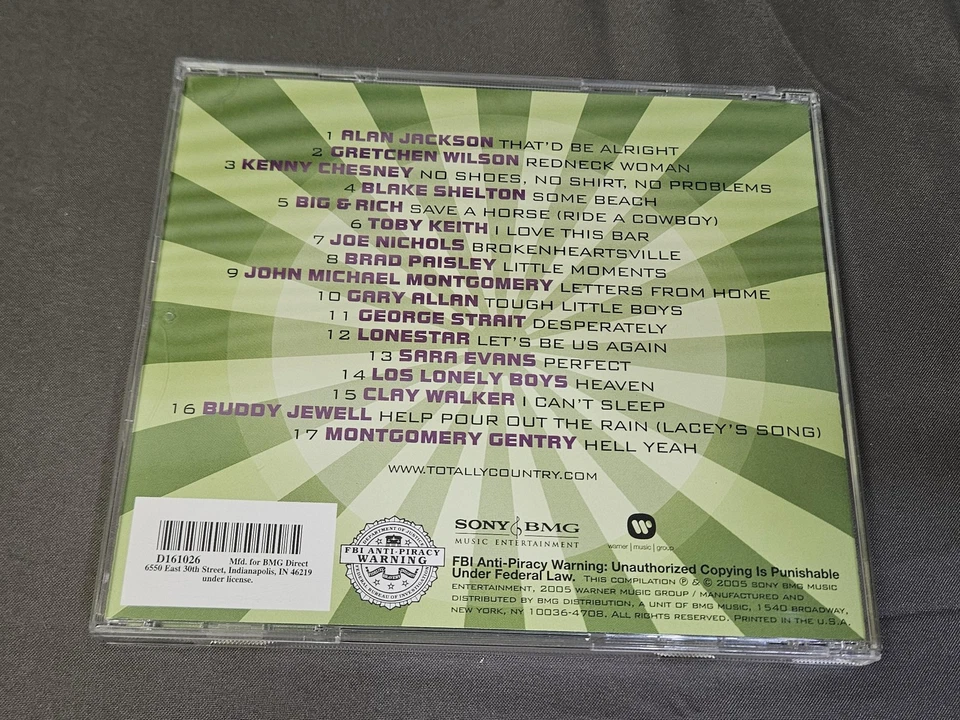 1 ALAN JACKSON THAT'D BE ALRIGHT
2 GRETCHEN WILSON REDNECK WOMAN
3 KENNY CHESNEY NO SHOES, NO SHIRT, NO PROBLEMS
4 BLAKE SHELTON SOME BEACH
5 BIG & RICH SAVE A HORSE (RIDE A COWBOY)
6 TOBY KEITH I LOVE THIS BAR
7 JOE NICHOLS BROKENHEARTSVILLE
8 BRAD PAISLEY LITTLE MOMENTS
9 JOHN MICHAEL MONTGOMERY LETTERS FROM HOME
10 GARY ALLAN TOUGH LITTLE BOYS
11 GEORGE STRAIT DESPERATELY
12 LONESTAR LET'S BE US AGAIN
13 SARA EVANS PERFECT
14 LOS LONELY BOYS HEAVEN
15 CLAY WALKER I CAN'T SLEEP
16 BUDDY JEWELL HELP POUR OUT THE RAIN (LACEY'S SONG)
17 MONTGOMERY GENTRY HELL YEAH
WWW.TOTALLYCOUNTRY.COM
D161026 Mfd. for BMG Direct
6550 East 30th Street, Indianapolis, IN 46219
under license.
DEPARTMENT OF JUSTICE
FBI ANTI-PIRACY
WARNING
FEDERAL BUREAU OF INVESTIGATION
SONY BMG
MUSIC ENTERTAINMENT
warner | music | group
FBI Anti-Piracy Warning: Unauthorized Copying Is Punishable
Under Federal Law. THIS COMPILATION ℗ & © 2005 SONY BMG MUSIC
ENTERTAINMENT, 2005 WARNER MUSIC GROUP / MANUFACTURED AND
DISTRIBUTED BY BMG DISTRIBUTION, A UNIT OF BMG MUSIC, 1540 BROADWAY,
NEW YORK, NY 10036-4708. ALL RIGHTS RESERVED. PRINTED IN THE U.S.A.